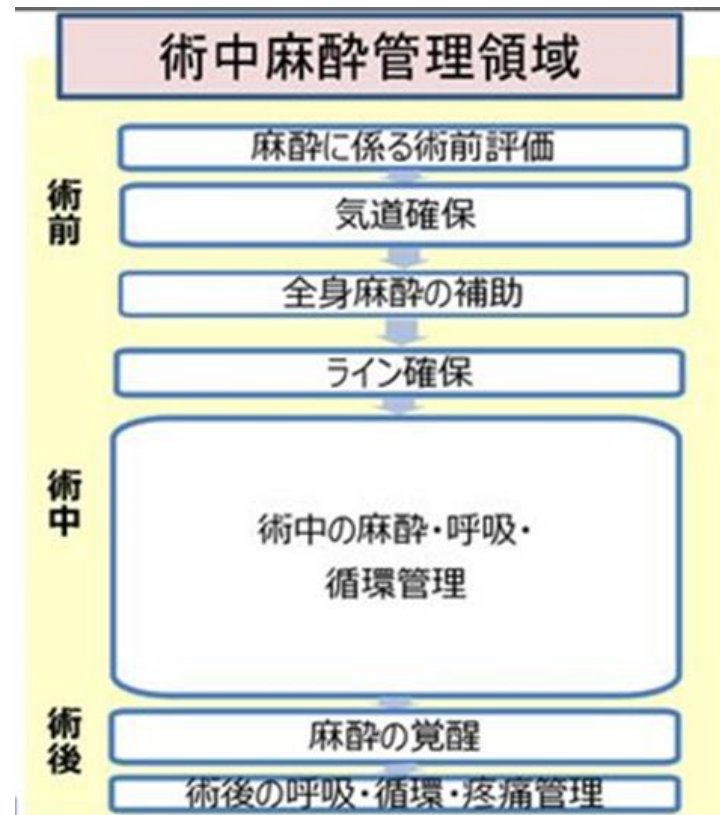 術中麻酔管理領域
麻酔に係る術前評価
術前
気道確保
全身麻酔の補助
ライン確保
術中
術中の麻酔・呼吸・
循環管理
術後
麻酔の覚醒
術後の呼吸・循環・疼痛管理